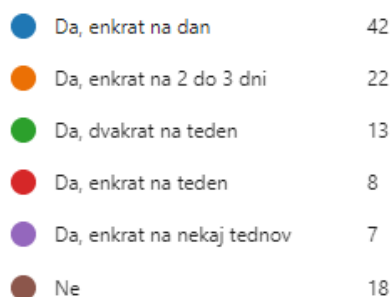 Da, enkrat na dan 42
Da, enkrat na 2 do 3 dni 22
Da, dvakrat na teden 13
Da, enkrat na teden 8
Da, enkrat na nekaj tednov 7
Ne 18